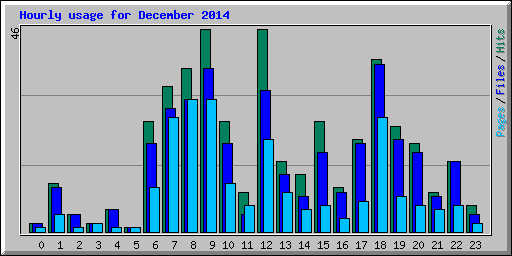 Hourly usage for December 2014
46
Pages / Files / Hits
0 1 2 3 4 5 6 7 8 9 10 11 12 13 14 15 16 17 18 19 20 21 22 23